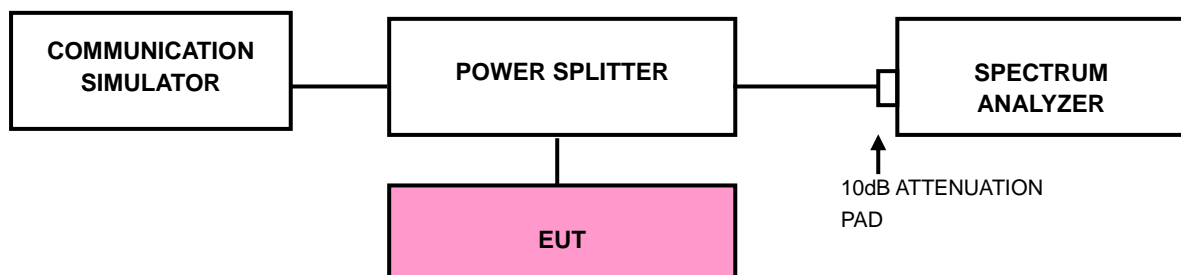 COMMUNICATION
SIMULATOR
POWER SPLITTER
SPECTRUM
ANALYZER
10dB ATTENUATION
PAD
EUT